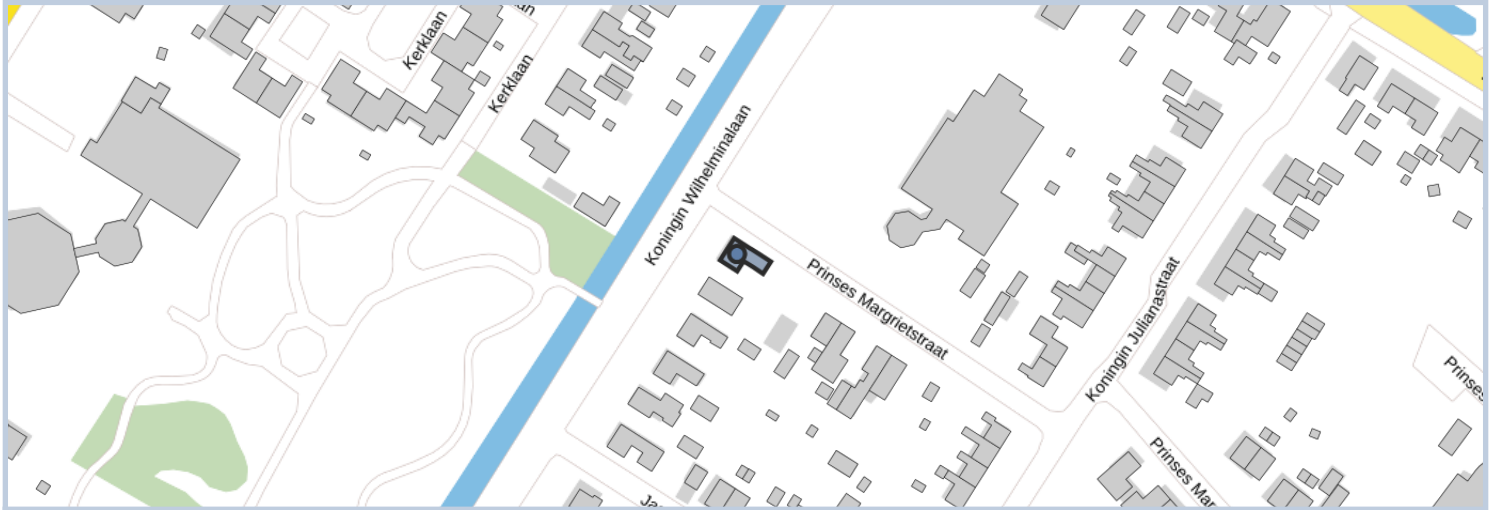 Kerklaan
Kerklaan
Koningin Wilhelminalaan
Prinses Margrietstraat
Koningin Julianastraat
Prinses
Prinses Mar